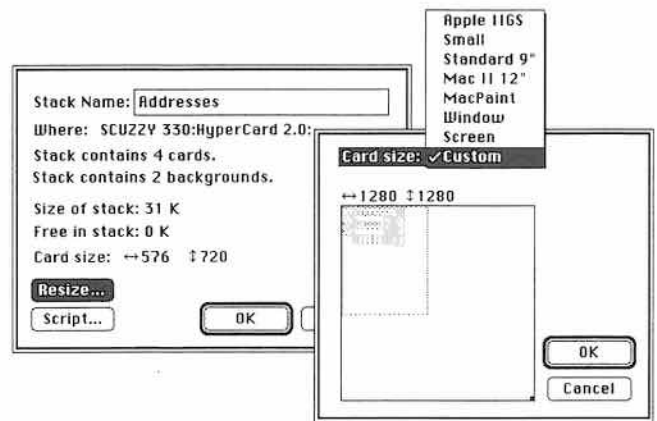 Apple IIGS
Small
Standard 9"
Mac II 12"
MacPaint
Window
Screen
Card size: ✓Custom
Stack Name: Addresses
Where: SCUZZY 330:HyperCard 2.0:
Stack contains 4 cards.
Stack contains 2 backgrounds.
Size of stack: 31 K
Free in stack: 0 K
Card size: ↔576 ↕720
Resize...
Script...
OK
↔1280 ↕1280
OK
Cancel